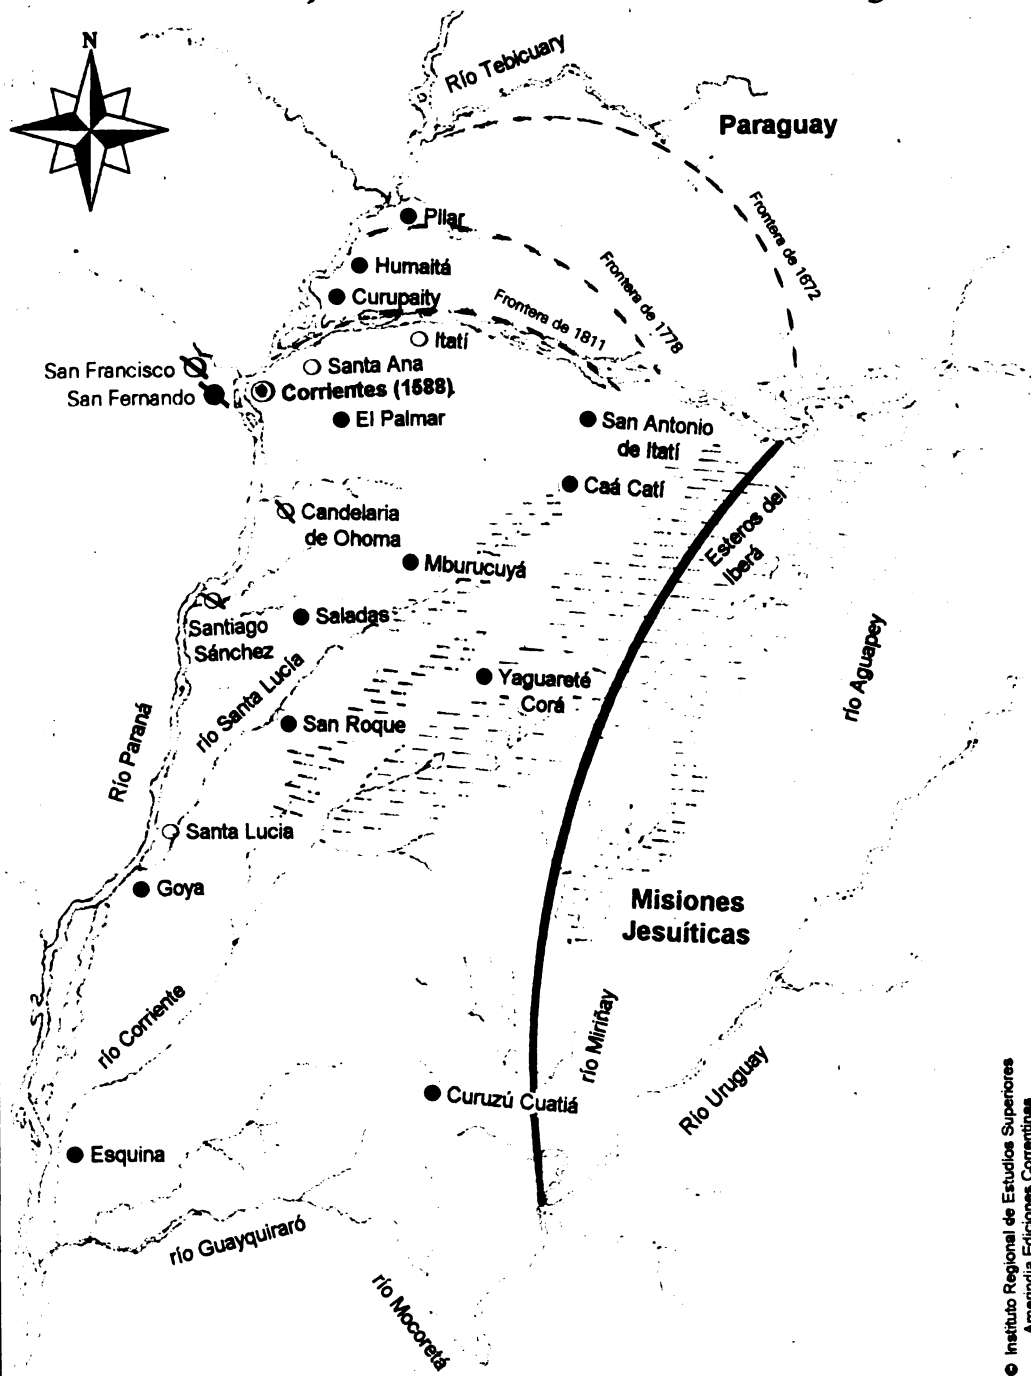 N
Río Tebicuary
Paraguay
Pilar
Frontera de 1672
Humaitá
Frontera de 1778
Curupaity
Frontera de 1811
Itatí
San Francisco
Santa Ana
San Fernando
Corrientes (1588)
El Palmar
San Antonio
de Itatí
Caá Catí
Esteros del
Iberá
Candelaria
de Ohoma
Mburucuyá
Santiago
Sánchez
Saladas
río Aguapey
río Santa Lucía
Yaguareté
Corá
San Roque
Río Paraná
Santa Lucia
Goya
Misiones
Jesuíticas
río Corriente
río Miriñay
Curuzú Cuatiá
Río Uruguay
Esquina
río Guayquiraró
río Mocoretá
© Instituto Regional de Estudios Superiores
Amerindia Ediciones Correntinas